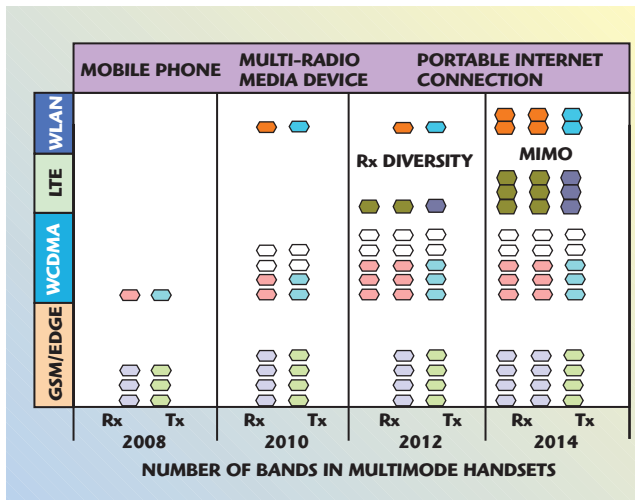 MOBILE PHONE
MULTI-RADIO
MEDIA DEVICE
PORTABLE INTERNET
CONNECTION
WLAN
LTE
WCDMA
GSM/EDGE
Rx DIVERSITY
MIMO
Rx Tx Rx Tx Rx Tx Rx Tx
2008 2010 2012 2014
NUMBER OF BANDS IN MULTIMODE HANDSETS